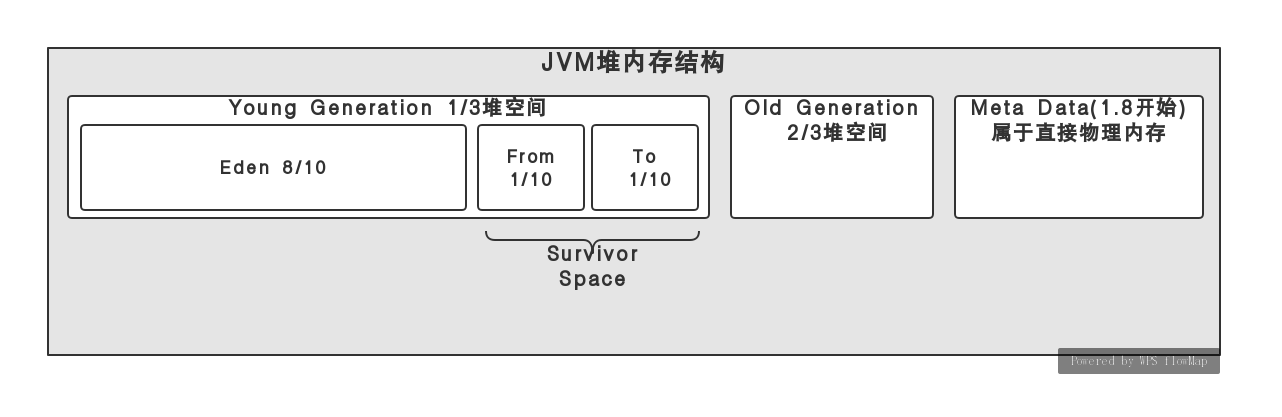 JVM堆内存结构
Young Generation 1/3堆空间
Eden 8/10
From
1/10
To
1/10
Old Generation
2/3堆空间
Meta Data(1.8开始)
属于直接物理内存
Survivor
Space
Powered by WPS FlowMap